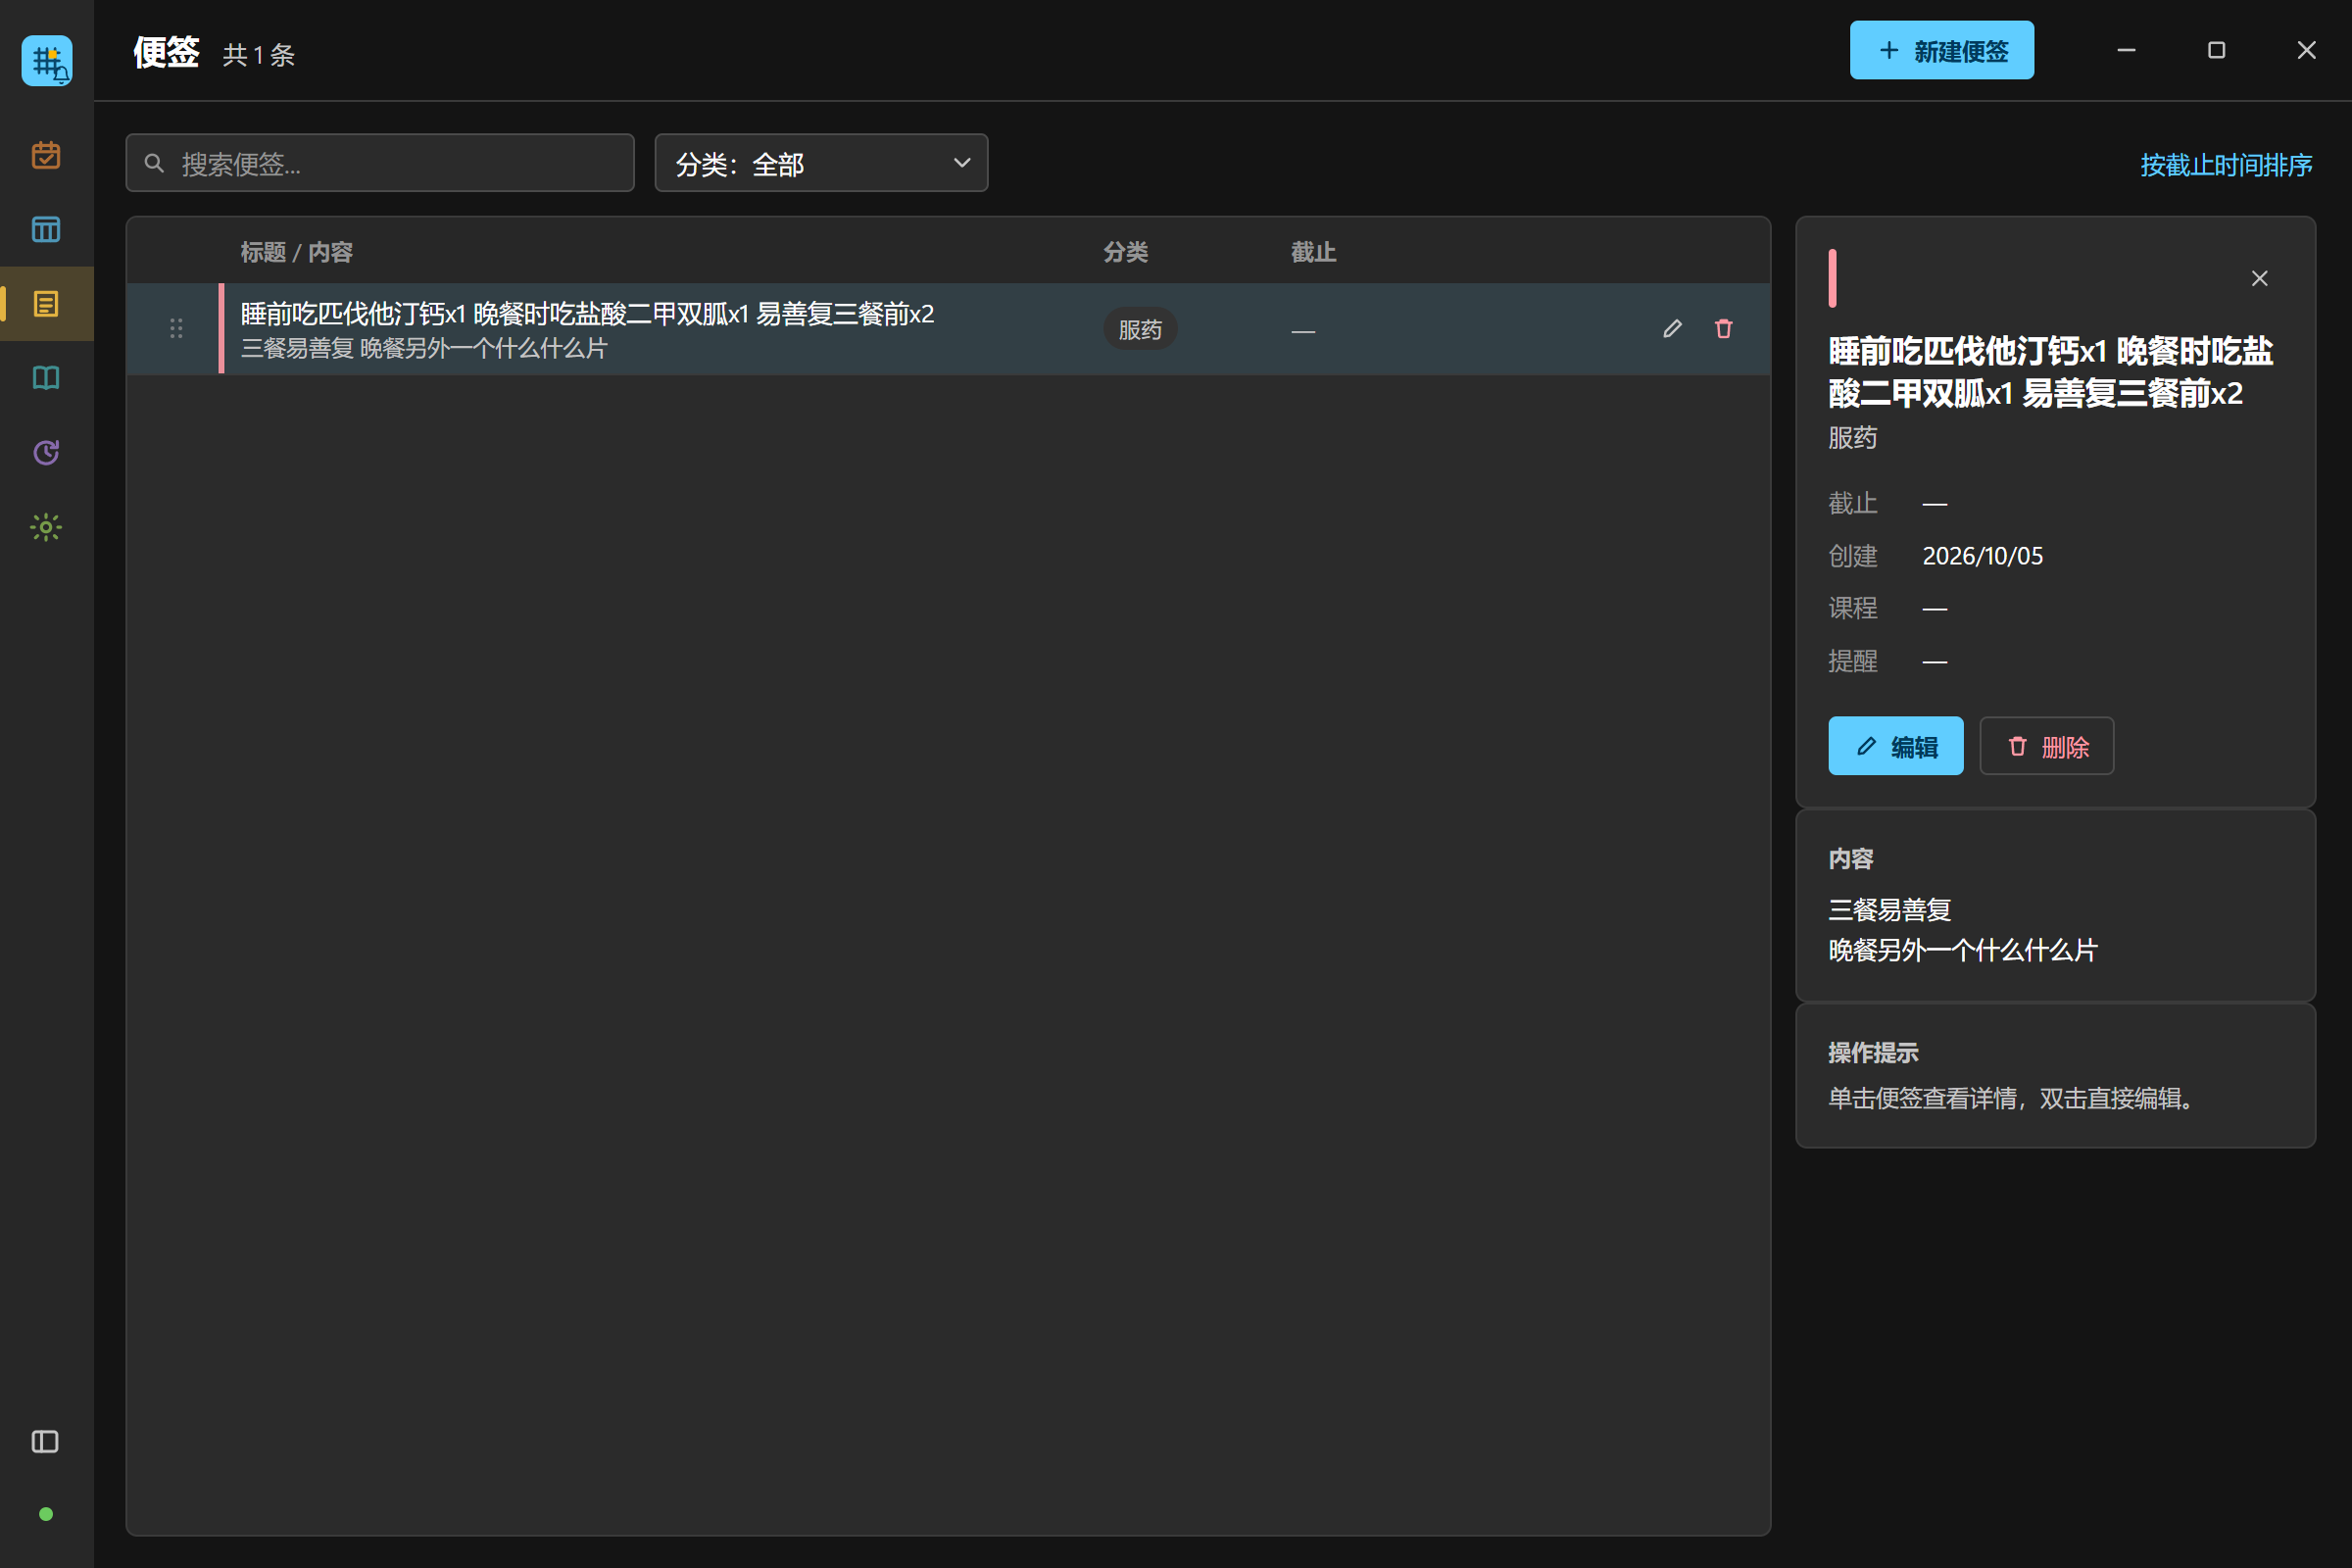 便签 共 1 条
新建便签
搜索便签...
分类：全部
按截止时间排序
标题 / 内容 分类 截止
睡前吃匹伐他汀钙x1 晚餐时吃盐酸二甲双胍x1 易善复三餐前x2
三餐易善复 晚餐另外一个什么什么片
服药
—
睡前吃匹伐他汀钙x1 晚餐时吃盐
酸二甲双胍x1 易善复三餐前x2
服药
截止 —
创建 2026/10/05
课程 —
提醒 —
编辑 删除
内容
三餐易善复
晚餐另外一个什么什么片
操作提示
单击便签查看详情，双击直接编辑。